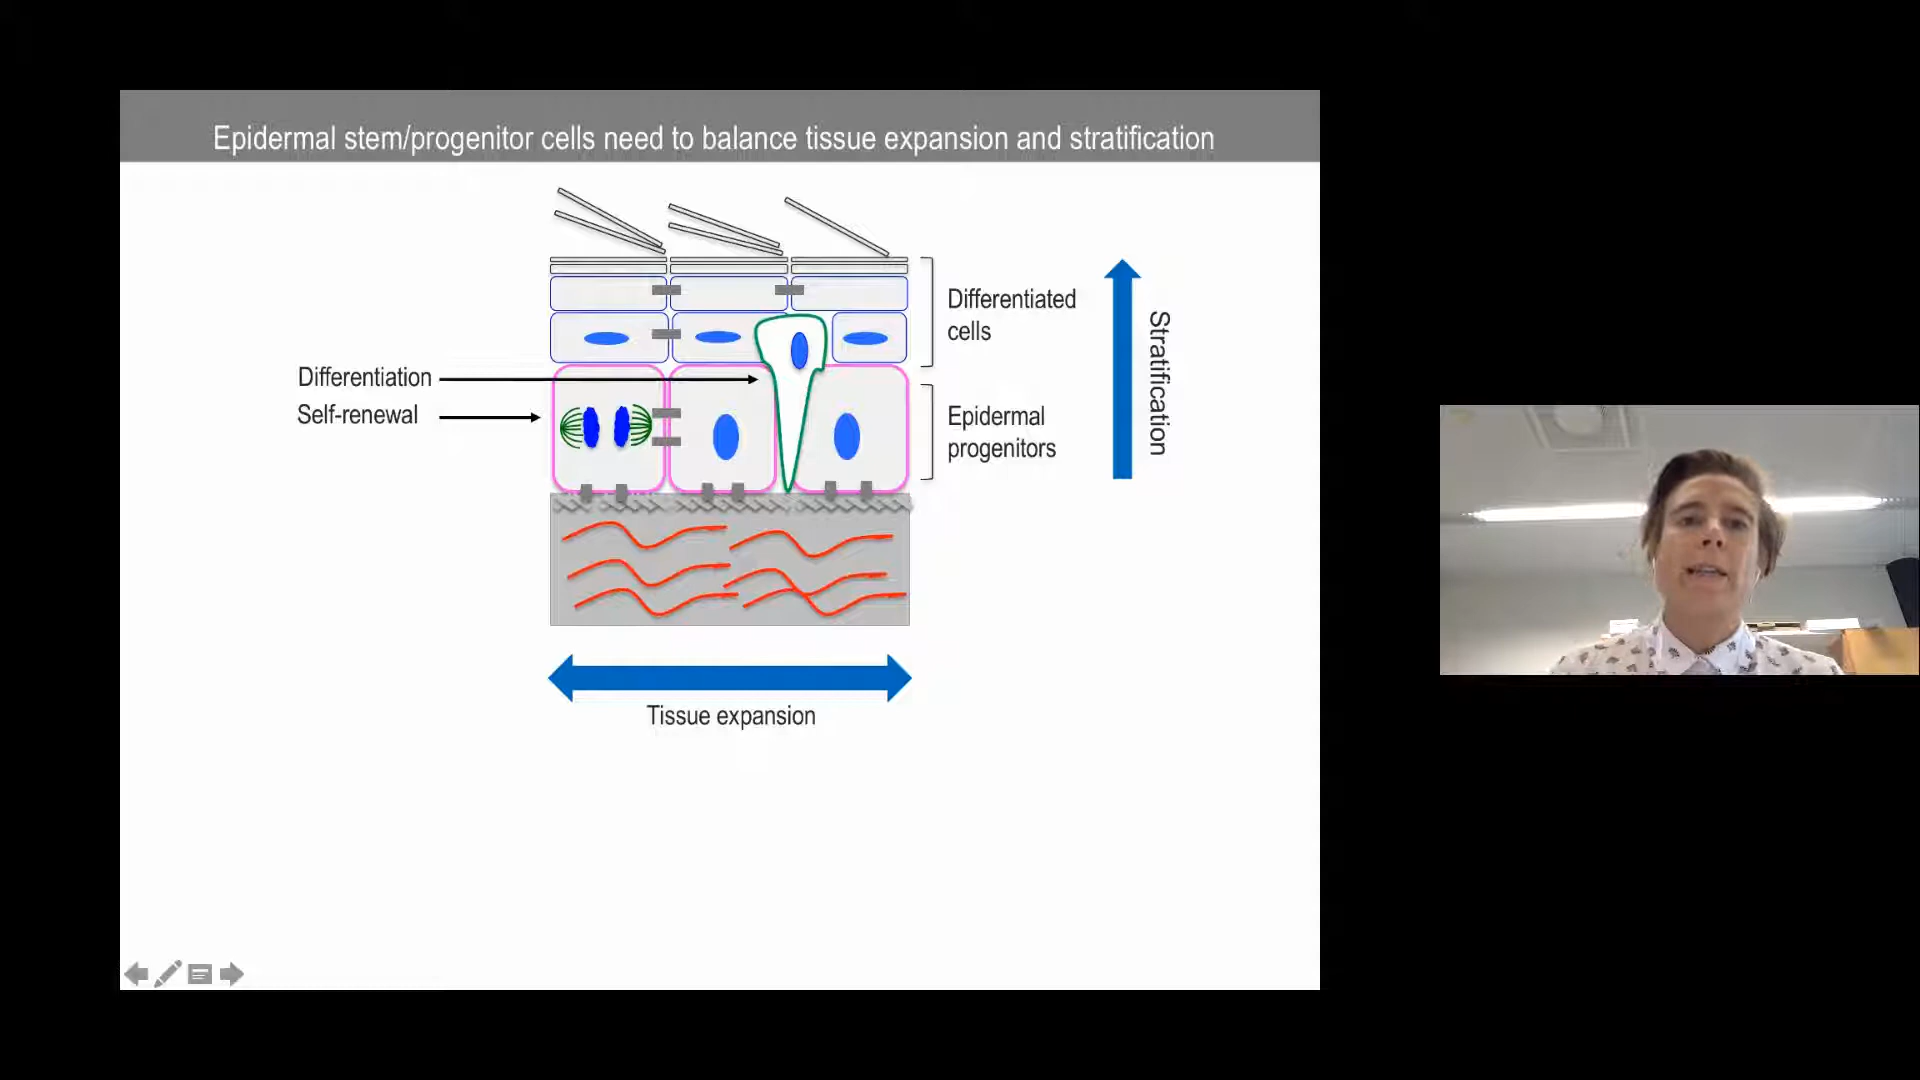 Epidermal stem/progenitor cells need to balance tissue expansion and stratification
Differentiated
cells
Stratification
Differentiation
Self-renewal
Epidermal
progenitors
Tissue expansion